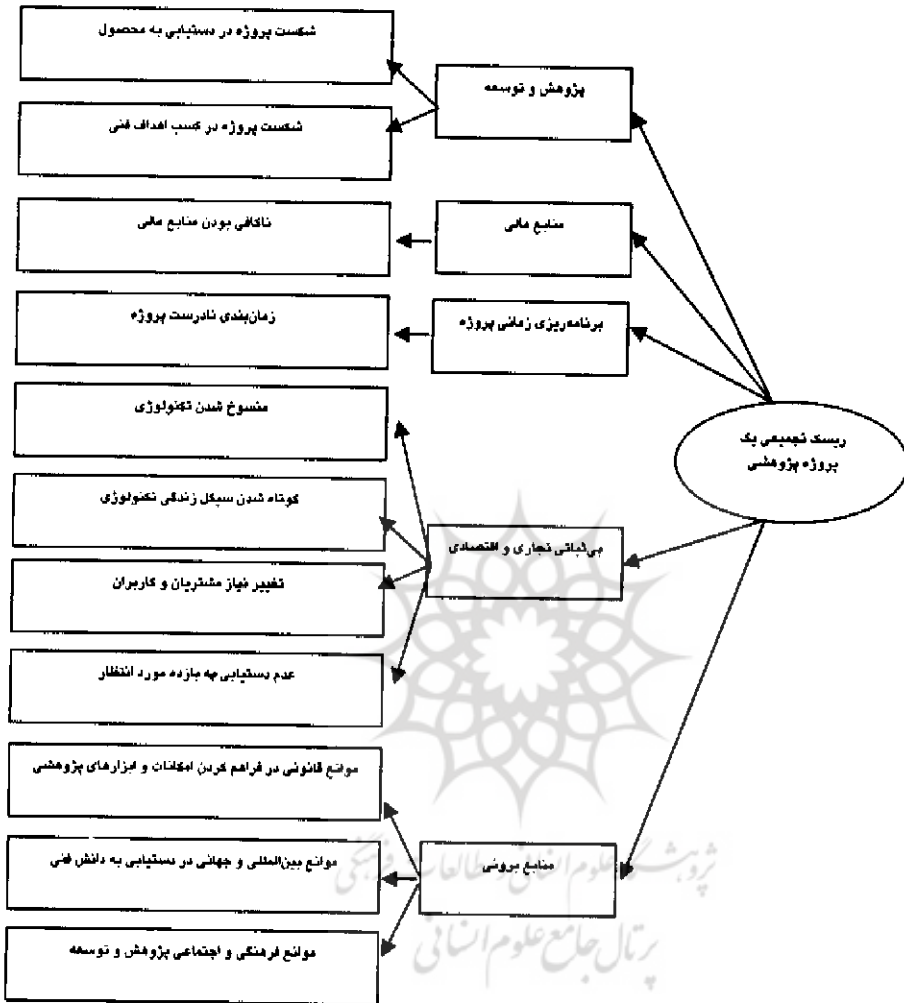 ریسک تجمیعی یک
پروژه پژوهشی
پژوهش و توسعه
شکست پروژه در دستیابی به محصول
شکست پروژه در کسب اهداف فنی
منابع مالی
ناکافی بودن منابع مالی
برنامه‌ریزی زمانی پروژه
زمان‌بندی نادرست پروژه
بی‌ثباتی تجاری و اقتصادی
منسوخ شدن تکنولوژی
کوتاه شدن سیکل زندگی تکنولوژی
تغییر نیاز مشتریان و کاربران
عدم دستیابی به بازده مورد انتظار
منابع برونی
موانع قانونی در فراهم کردن امکانات و ابزارهای پژوهشی
موانع بین‌المللی و جهانی در دستیابی به دانش فنی
موانع فرهنگی و اجتماعی پژوهش و توسعه
پژوهشگاه علوم انسانی و مطالعات فرهنگی
پرتال جامع علوم انسانی